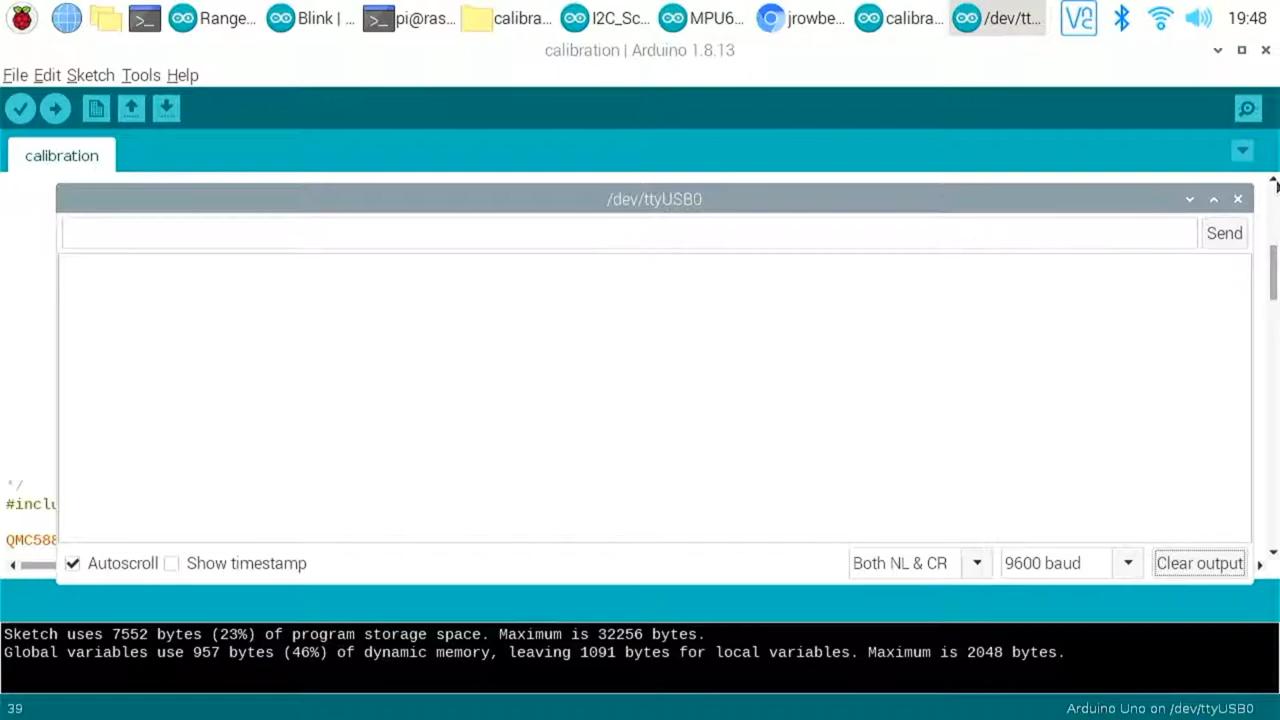 Range... Blink | ... pi@ras... calibra... I2C_Sc... MPU6... jrowbe... calibra... /dev/tt... 19:48
calibration | Arduino 1.8.13
File Edit Sketch Tools Help
calibration
/dev/ttyUSB0
Send
*/
#inclu
QMC588
Autoscroll Show timestamp Both NL & CR 9600 baud Clear output
Sketch uses 7552 bytes (23%) of program storage space. Maximum is 32256 bytes.
Global variables use 957 bytes (46%) of dynamic memory, leaving 1091 bytes for local variables. Maximum is 2048 bytes.
39 Arduino Uno on /dev/ttyUSB0